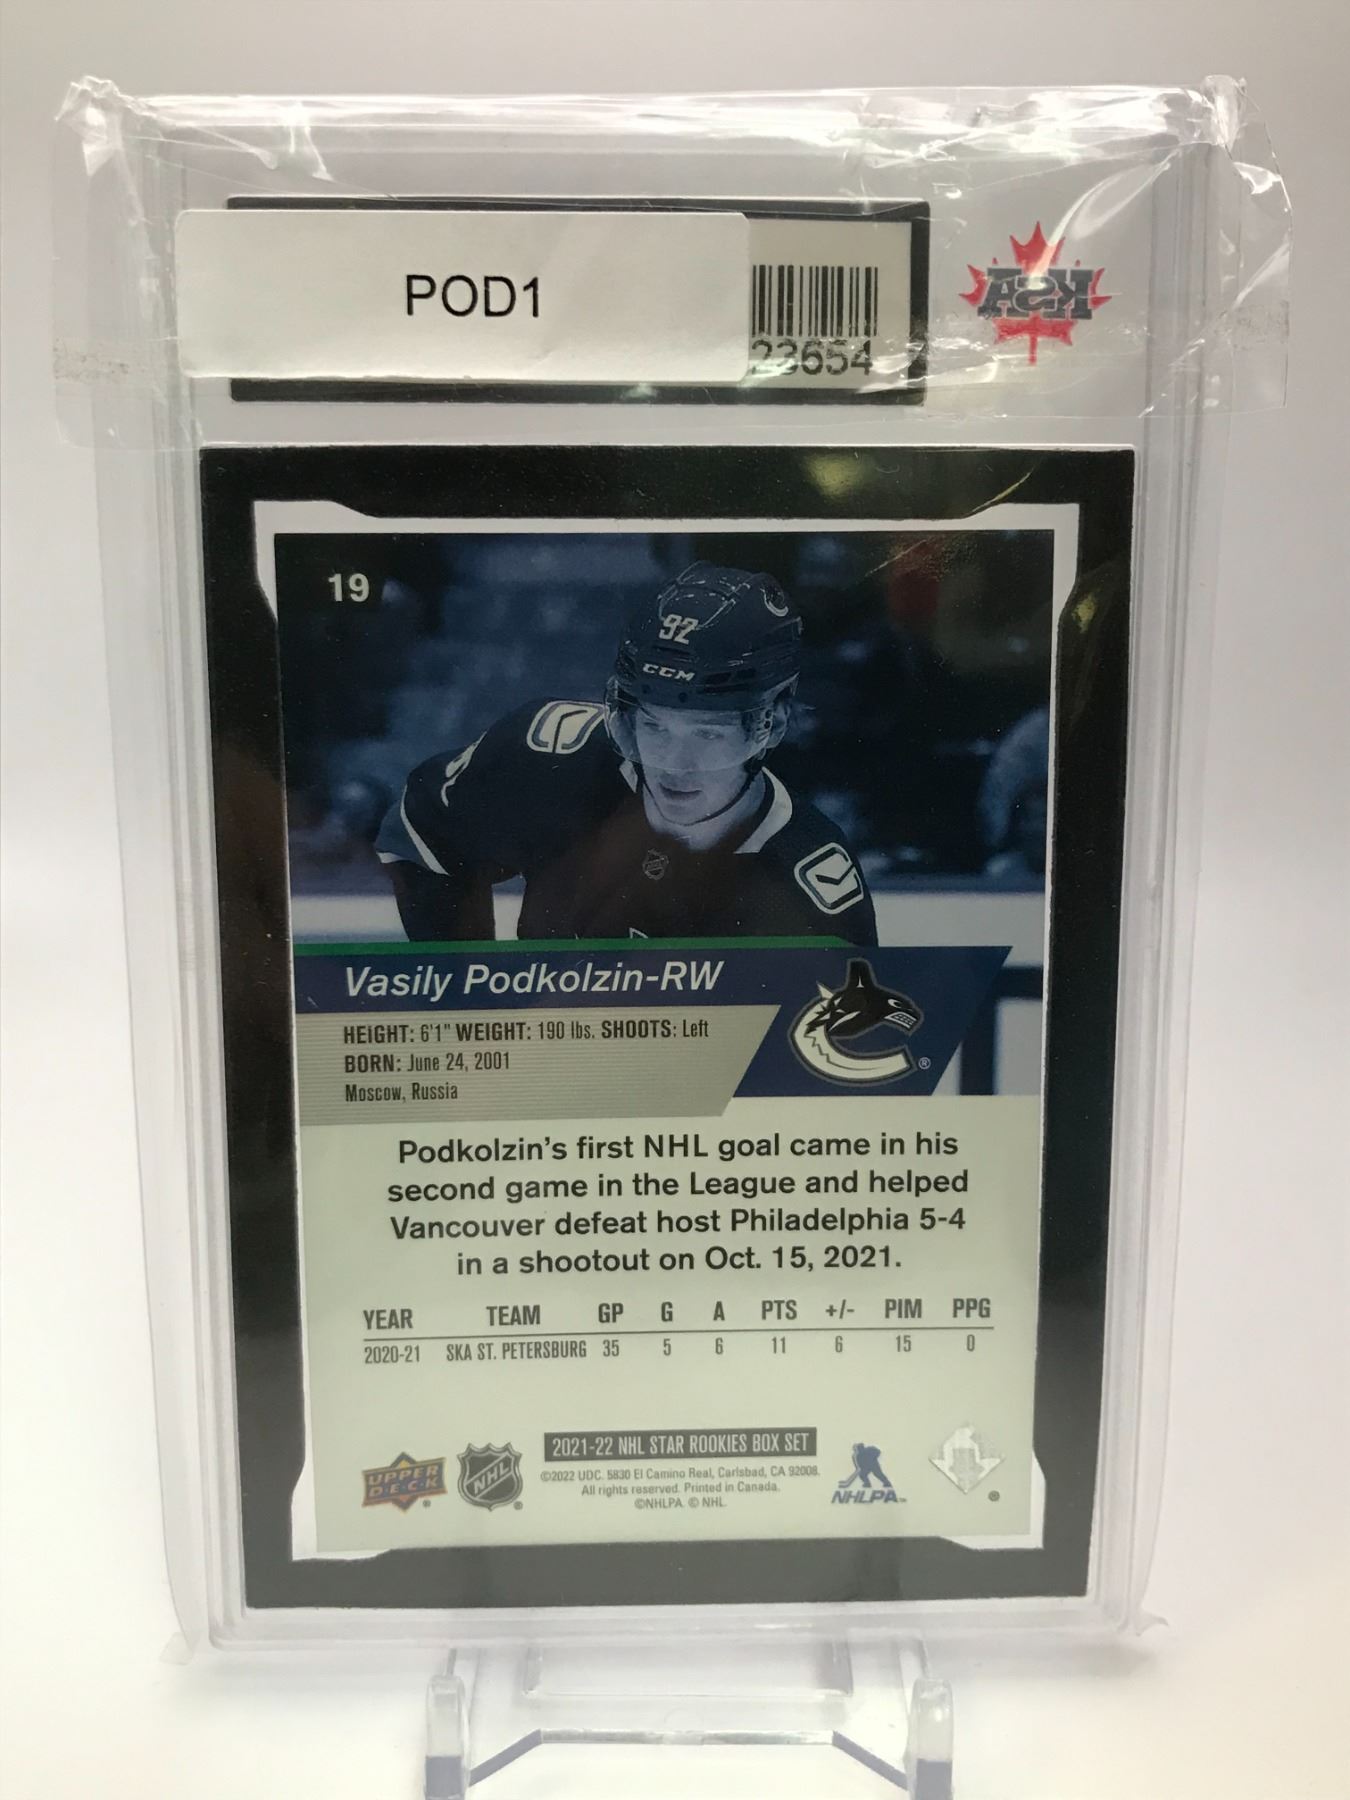 POD1
23654
KSA
19
92
CCM
Vasily Podkolzin-RW
HEIGHT: 6'1" WEIGHT: 190 lbs. SHOOTS: Left
BORN: June 24, 2001
Moscow, Russia
®
Podkolzin's first NHL goal came in his
second game in the League and helped
Vancouver defeat host Philadelphia 5-4
in a shootout on Oct. 15, 2021.
YEAR TEAM GP G A PTS +/- PIM PPG
2020-21 SKA ST. PETERSBURG 35 5 6 11 6 15 0
2021-22 NHL STAR ROOKIES BOX SET
©2022 UDC. 5830 El Camino Real, Carlsbad, CA 92008.
All rights reserved. Printed in Canada.
©NHLPA. © NHL.
UPPER
D·E·C·K ®
NHL ®
NHLPA™
®